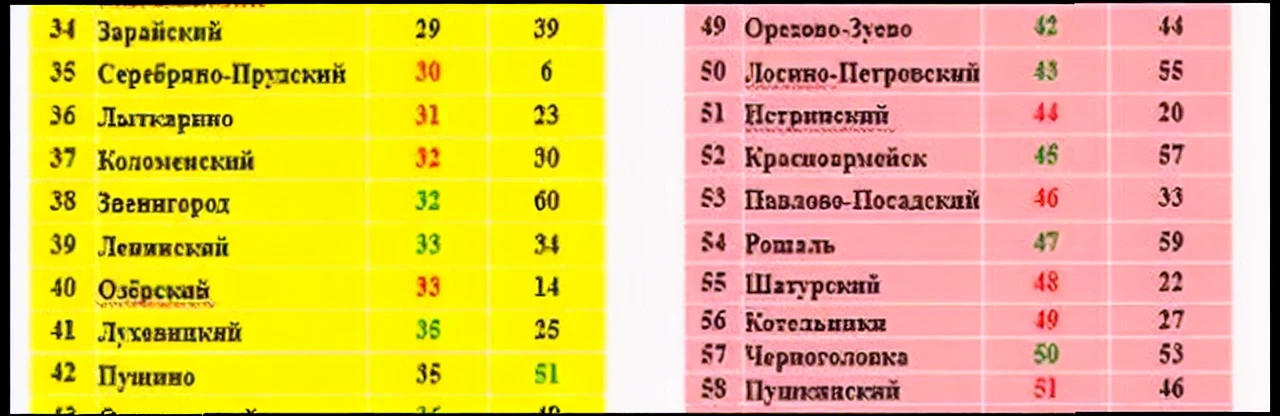 34 Зарайский 29 39
35 Серебряно-Прудский 30 6
36 Лыткарино 31 23
37 Коломенский 32 30
38 Звенигород 32 60
39 Ленинский 33 34
40 Озёрский 33 14
41 Луховицкий 35 25
42 Пущино 35 51
49 Орехово-Зуево 42 44
50 Лосино-Петровский 43 55
51 Истринский 44 20
52 Красноармейск 45 57
53 Павлово-Посадский 46 33
54 Рошаль 47 59
55 Шатурский 48 22
56 Котельники 49 27
57 Черноголовка 50 53
58 Пушкинский 51 46